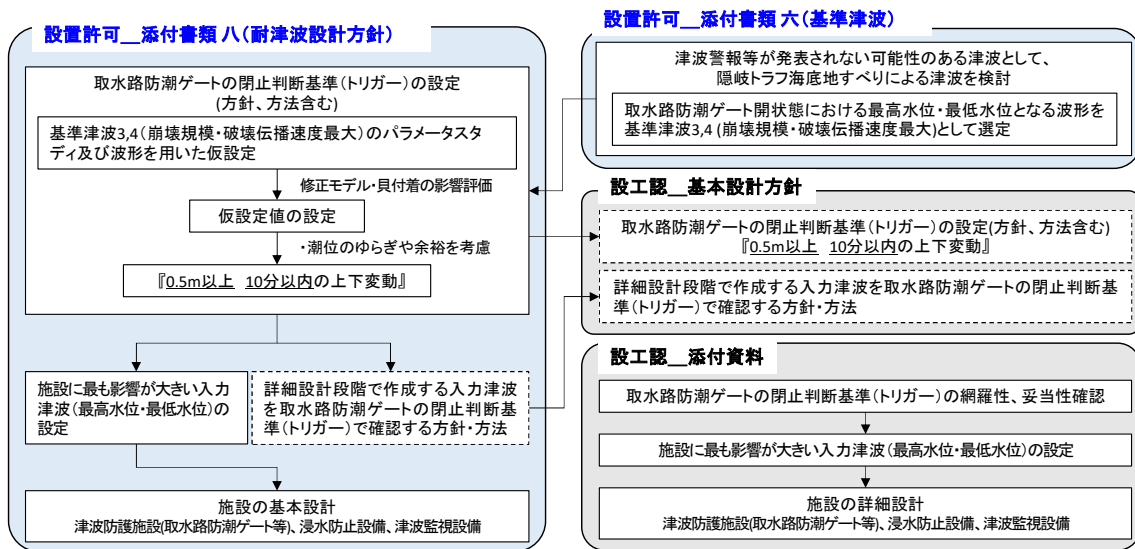 設置許可__添付書類 八（耐津波設計方針）
取水路防潮ゲートの閉止判断基準（トリガー）の設定
(方針、方法含む)
基準津波3,4（崩壊規模・破壊伝播速度最大）のパラメータスタ
ディ及び波形を用いた仮設定
修正モデル・貝付着の影響評価
仮設定値の設定
・潮位のゆらぎや余裕を考慮
『0.5m以上 10分以内の上下変動』
施設に最も影響が大きい入力
津波（最高水位・最低水位）の
設定
詳細設計段階で作成する入力津波
を取水路防潮ゲートの閉止判断基
準（トリガー）で確認する方針・方法
施設の基本設計
津波防護施設(取水路防潮ゲート等)、浸水防止設備、津波監視設備
設置許可__添付書類 六（基準津波）
津波警報等が発表されない可能性のある津波として、
隠岐トラフ海底地すべりによる津波を検討
取水路防潮ゲート開状態における最高水位・最低水位となる波形を
基準津波3,4 (崩壊規模・破壊伝播速度最大)として選定
設工認__基本設計方針
取水路防潮ゲートの閉止判断基準（トリガー）の設定(方針、方法含む)
『0.5m以上 10分以内の上下変動』
詳細設計段階で作成する入力津波を取水路防潮ゲートの閉止判断基
準（トリガー）で確認する方針・方法
設工認__添付資料
取水路防潮ゲートの閉止判断基準（トリガー）の網羅性、妥当性確認
施設に最も影響が大きい入力津波（最高水位・最低水位）の設定
施設の詳細設計
津波防護施設(取水路防潮ゲート等)、浸水防止設備、津波監視設備